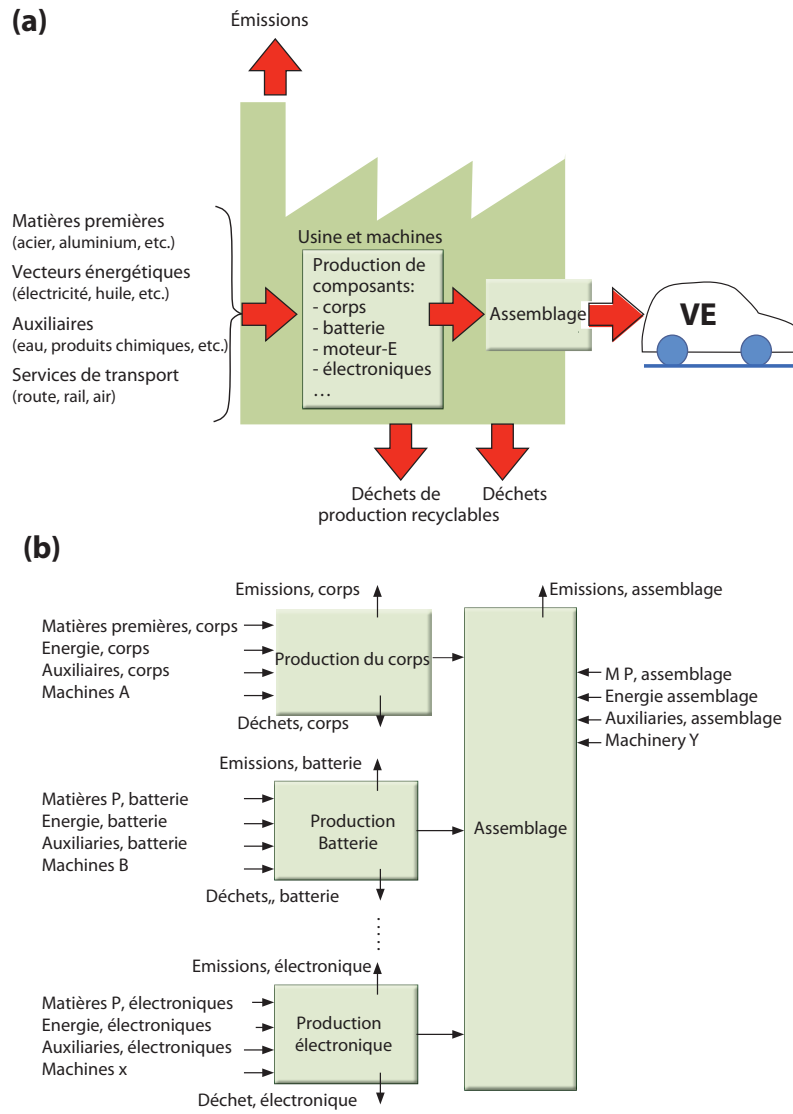 (a)
Émissions
Matières premières
(acier, aluminium, etc.)
Vecteurs énergétiques
(électricité, huile, etc.)
Auxiliaires
(eau, produits chimiques, etc.)
Services de transport
(route, rail, air)
Usine et machines
Production de
composants:
- corps
- batterie
- moteur-E
- électroniques
...
Assemblage
VE
Déchets de
production recyclables
Déchets
(b)
Emissions, corps
Matières premières, corps
Energie, corps
Auxiliaires, corps
Machines A
Production du corps
Déchets, corps
Emissions, batterie
Matières P, batterie
Energie, batterie
Auxiliaries, batterie
Machines B
Production
Batterie
Déchets,, batterie
Emissions, électronique
Matières P, électroniques
Energie, électroniques
Auxiliaries, électroniques
Machines x
Production
électronique
Déchet, électronique
Emissions, assemblage
Assemblage
M P, assemblage
Energie assemblage
Auxiliaries, assemblage
Machinery Y